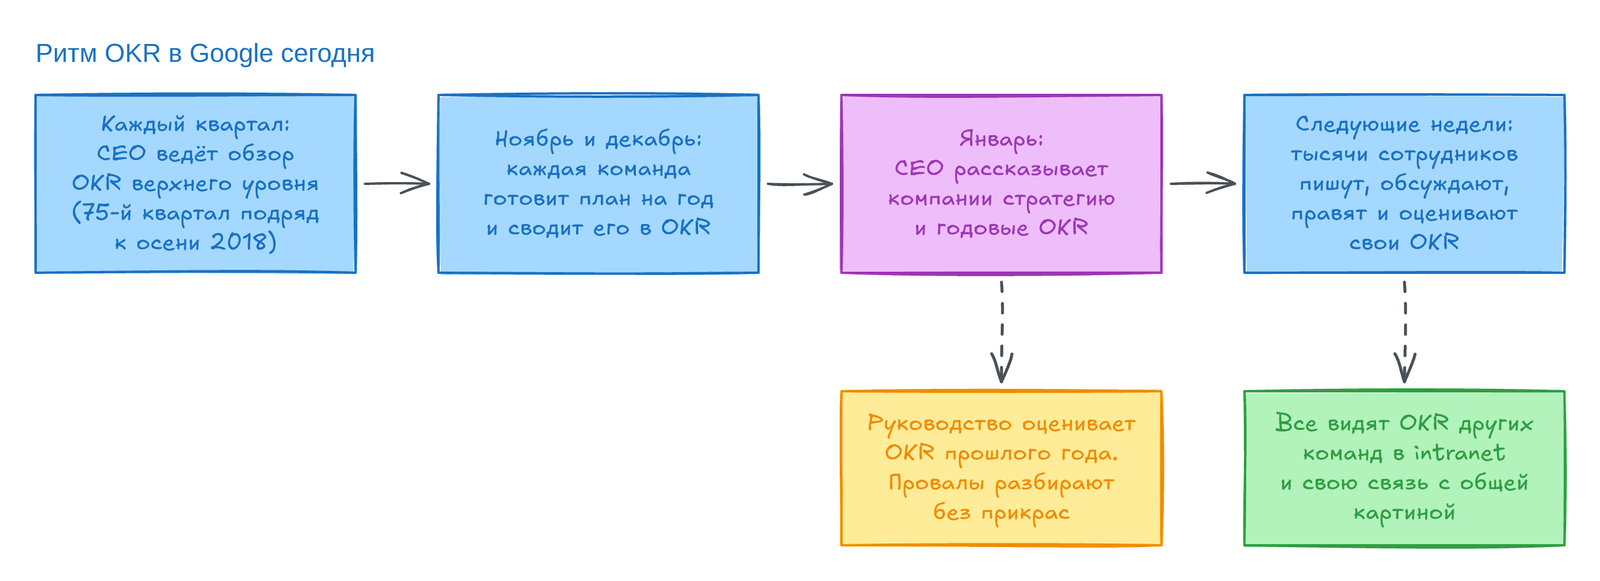 Ритм OKR в Google сегодня
Каждый квартал:
CEO ведёт обзор
OKR верхнего уровня
(75-й квартал подряд
к осени 2018)
Ноябрь и декабрь:
каждая команда
готовит план на год
и сводит его в OKR
Январь:
CEO рассказывает
компании стратегию
и годовые OKR
Следующие недели:
тысячи сотрудников
пишут, обсуждают,
правят и оценивают
свои OKR
Руководство оценивает
OKR прошлого года.
Провалы разбирают
без прикрас
Все видят OKR других
команд в intranet
и свою связь с общей
картиной